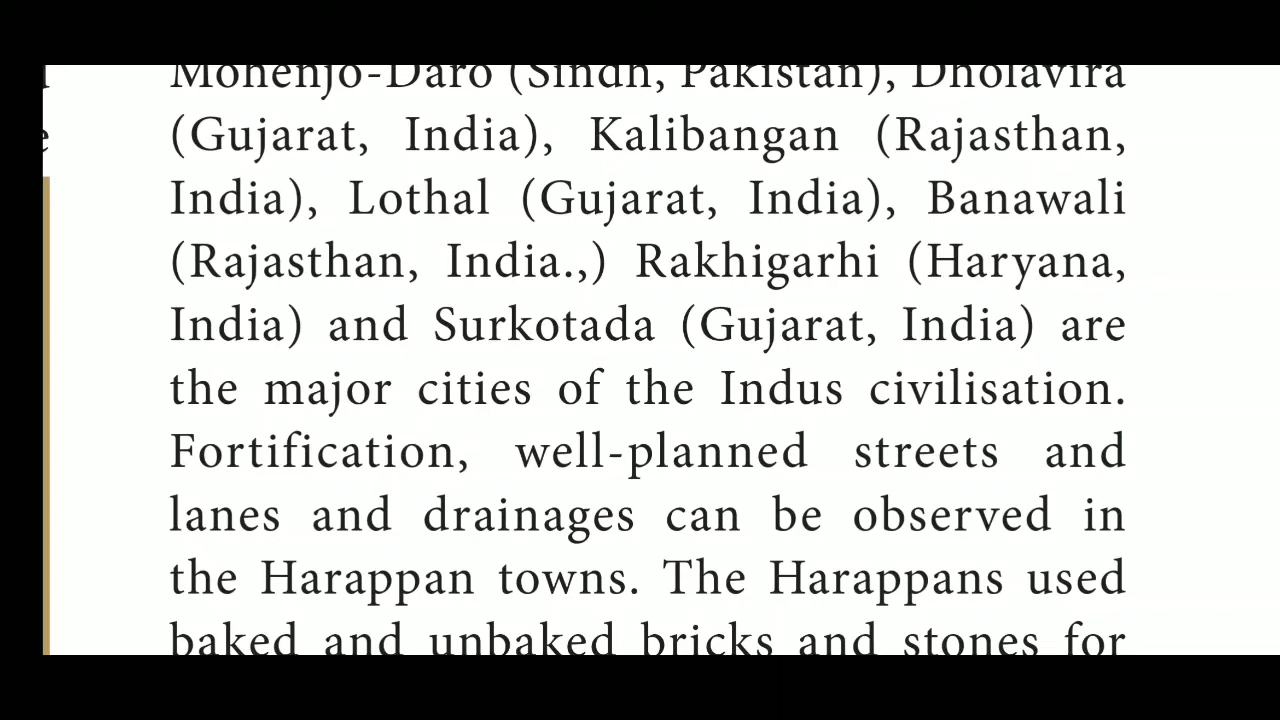 Mohenjo-Daro (Sindh, Pakistan), Dholavira
(Gujarat, India), Kalibangan (Rajasthan,
India), Lothal (Gujarat, India), Banawali
(Rajasthan, India.,) Rakhigarhi (Haryana,
India) and Surkotada (Gujarat, India) are
the major cities of the Indus civilisation.
Fortification, well-planned streets and
lanes and drainages can be observed in
the Harappan towns. The Harappans used
baked and unbaked bricks and stones for